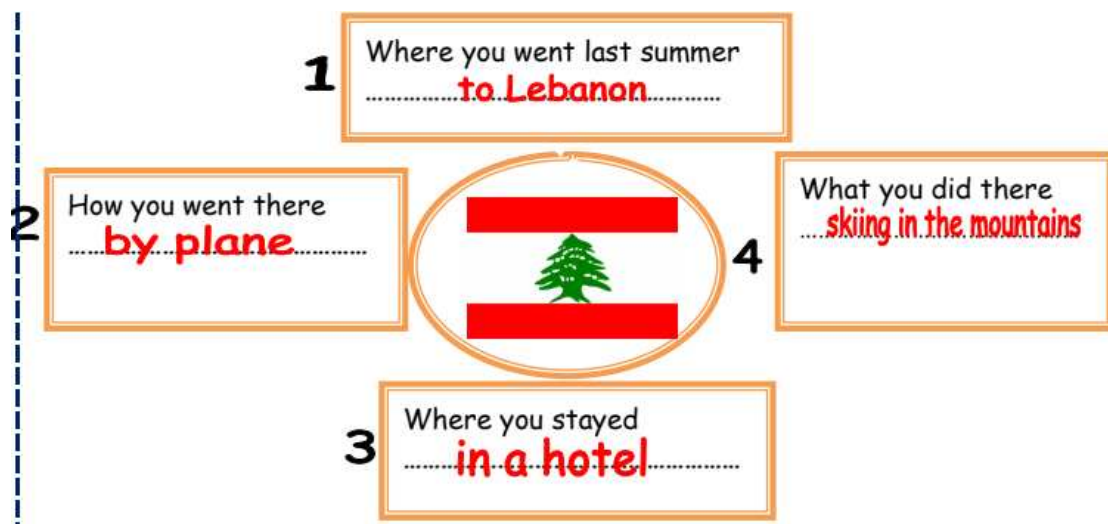 1
Where you went last summer
to Lebanon
2
How you went there
by plane
3
Where you stayed
in a hotel
4
What you did there
skiing in the mountains